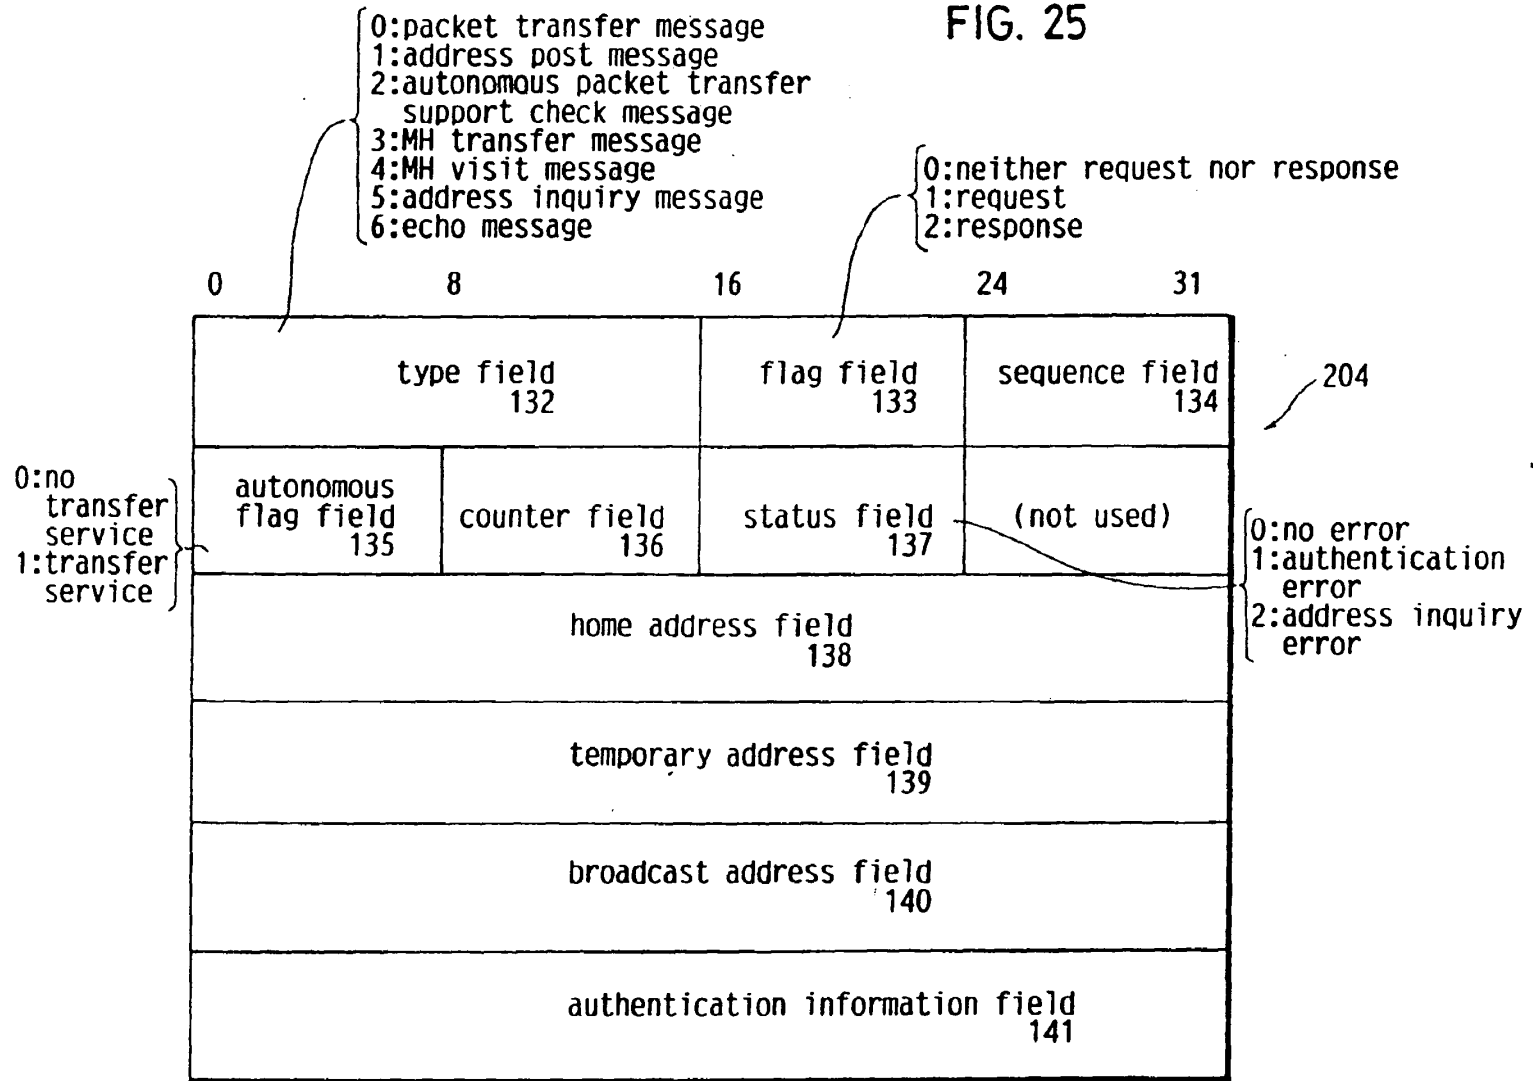 FIG. 25
0:packet transfer message
1:address post message
2:autonomous packet transfer
support check message
3:MH transfer message
4:MH visit message
5:address inquiry message
6:echo message
0:neither request nor response
1:request
2:response
0 8 16 24 31
type field
132
flag field
133
sequence field
134
204
0:no
transfer
service
1:transfer
service
autonomous
flag field
135
counter field
136
status field
137
(not used)
0:no error
1:authentication
error
2:address inquiry
error
home address field
138
temporary address field
139
broadcast address field
140
authentication information field
141